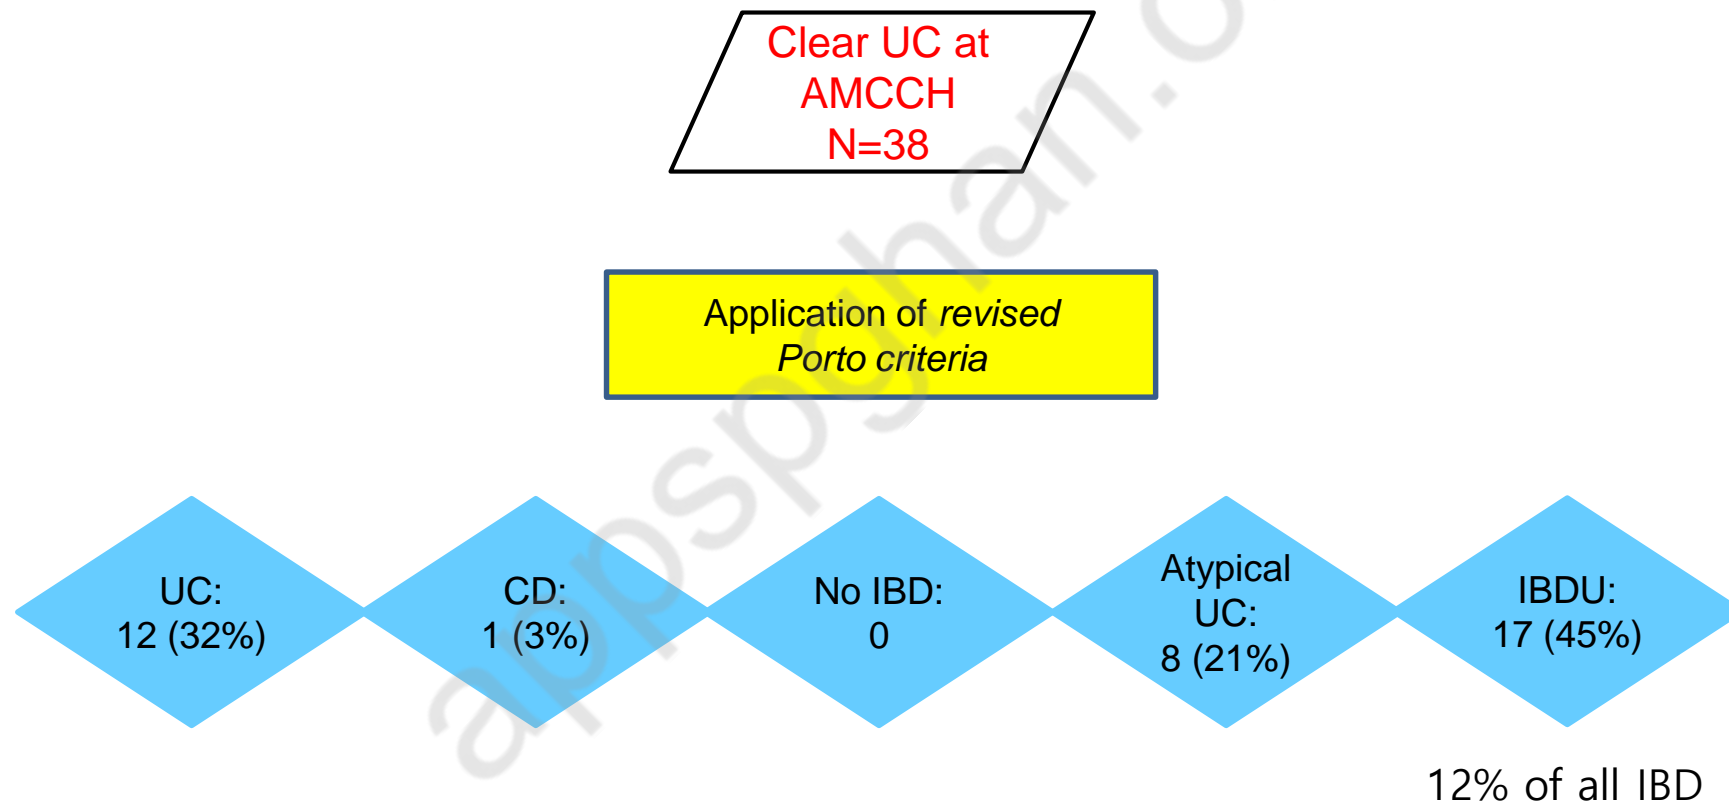 Clear UC at
AMCCH
N=38
Application of revised
Porto criteria
UC:
12 (32%)
CD:
1 (3%)
No IBD:
0
Atypical
UC:
8 (21%)
IBDU:
17 (45%)
12% of all IBD
appspghan.o